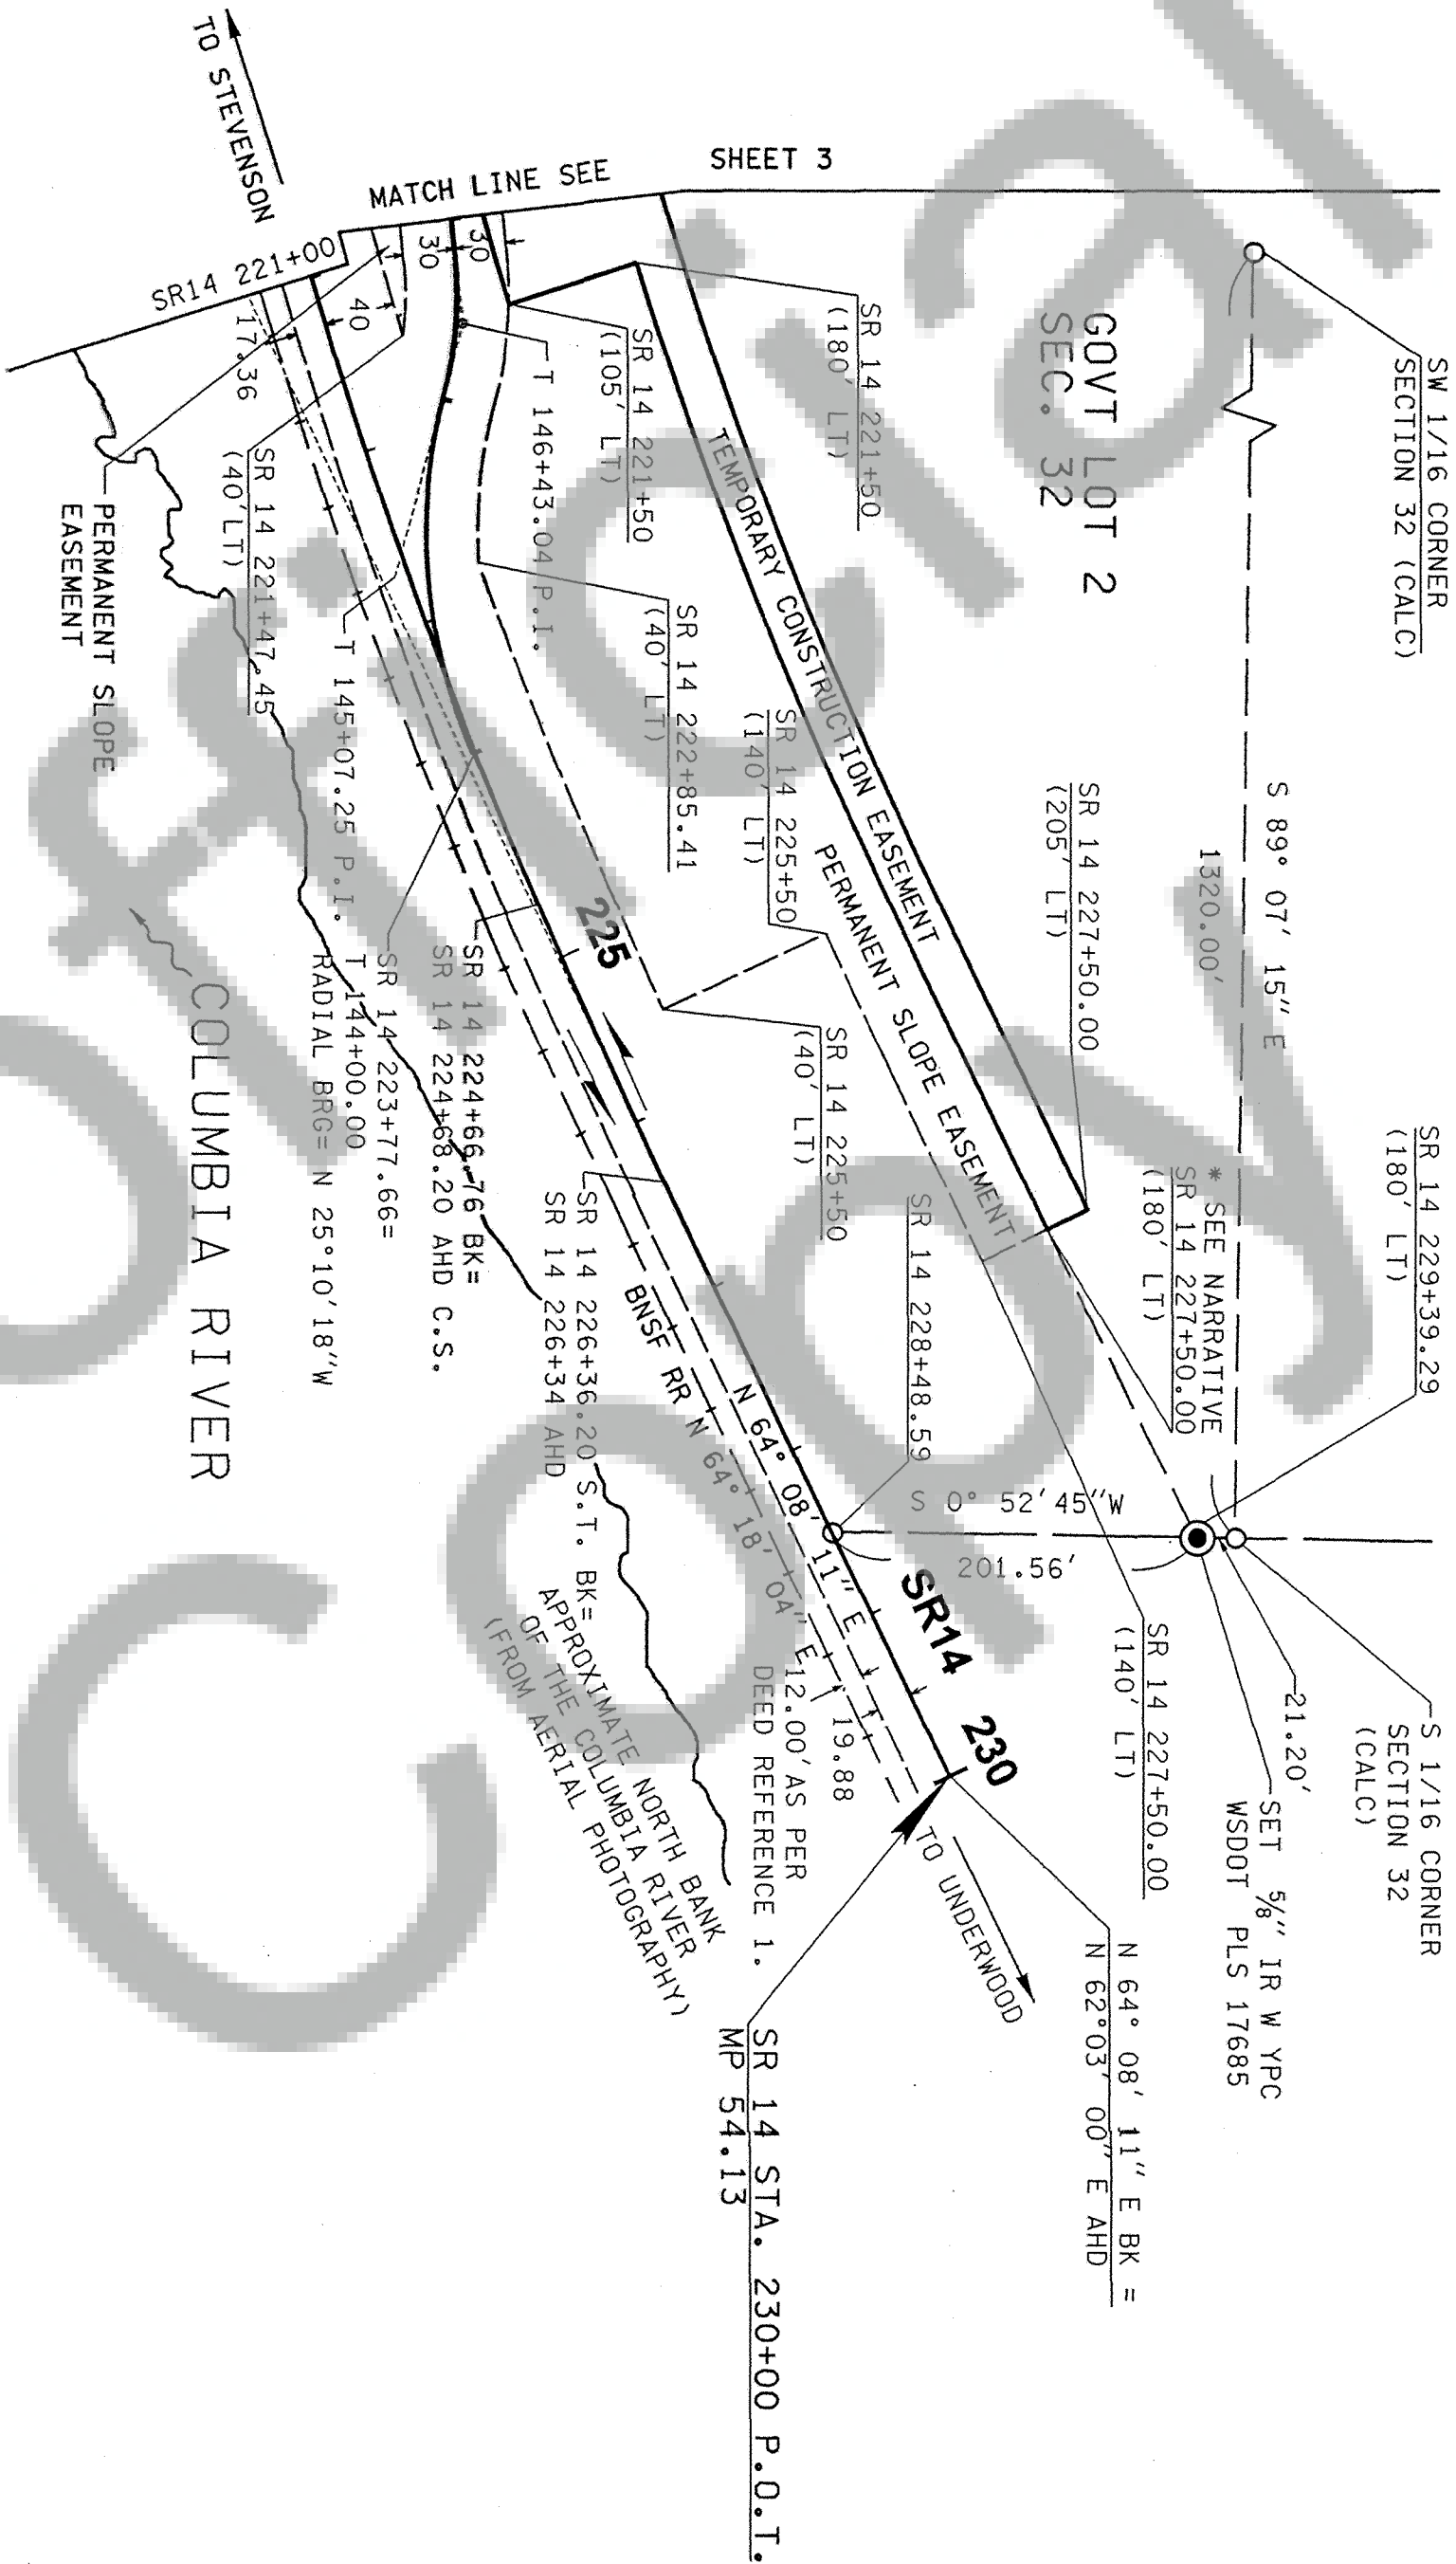 SW 1/16 CORNER
SECTION 32 (CALC)
S 89° 07' 15" E
1320.00'
SR 14 229+39.29
(180' LT)
S 1/16 CORNER
SECTION 32
(CALC)
21.20'
SET 5/8" IR W YPC
WSDOT PLS 17685
* SEE NARRATIVE
SR 14 227+50.00
(180' LT)
SR 14 227+50.00
(205' LT)
GOVT LOT 2
SEC. 32
SHEET 3
MATCH LINE SEE
TO STEVENSON
SR14 221+00
30
30
40
17.36
SR 14 221+50
(180' LT)
SR 14 221+50
(105' LT)
T 146+43.04 P.I.
TEMPORARY CONSTRUCTION EASEMENT
PERMANENT SLOPE EASEMENT
SR 14 222+85.41
(40' LT)
SR 14 225+50
(140' LT)
SR 14 225+50
(40' LT)
SR 14 228+48.59
S 0° 52'45"W
201.56'
SR 14 227+50.00
(140' LT)
N 64° 08' 11" E BK =
N 62°03' 00" E AHD
225
SR14
230
TO UNDERWOOD
N 64° 08' 11" E
BNSF RR N 64° 18' 04" E
19.88
12.00'AS PER
DEED REFERENCE 1.
SR 14 STA. 230+00 P.O.T.
MP 54.13
SR 14 226+36.20 S.T. BK=
SR 14 226+34 AHD
SR 14 224+66.76 BK=
SR 14 224+68.20 AHD C.S.
SR 14 223+77.66=
T 144+00.00
RADIAL BRG= N 25°10'18"W
T 145+07.25 P.I.
SR 14 221+47.45
(40'LT)
PERMANENT SLOPE
EASEMENT
APPROXIMATE NORTH BANK
OF THE COLUMBIA RIVER
(FROM AERIAL PHOTOGRAPHY)
COLUMBIA RIVER
Unofficial
Copy